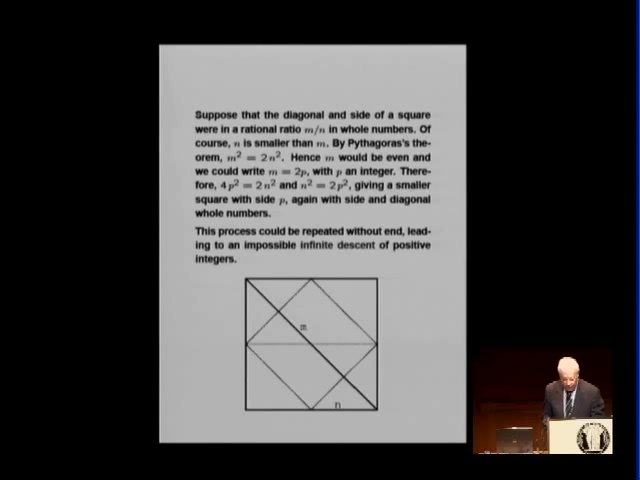 Suppose that the diagonal and side of a square
were in a rational ratio m/n in whole numbers. Of
course, n is smaller than m. By Pythagoras's the-
orem, m² = 2n². Hence m would be even and
we could write m = 2p, with p an integer. There-
fore, 4p² = 2n² and n² = 2p², giving a smaller
square with side p, again with side and diagonal
whole numbers.
This process could be repeated without end, lead-
ing to an impossible infinite descent of positive
integers.
m
n